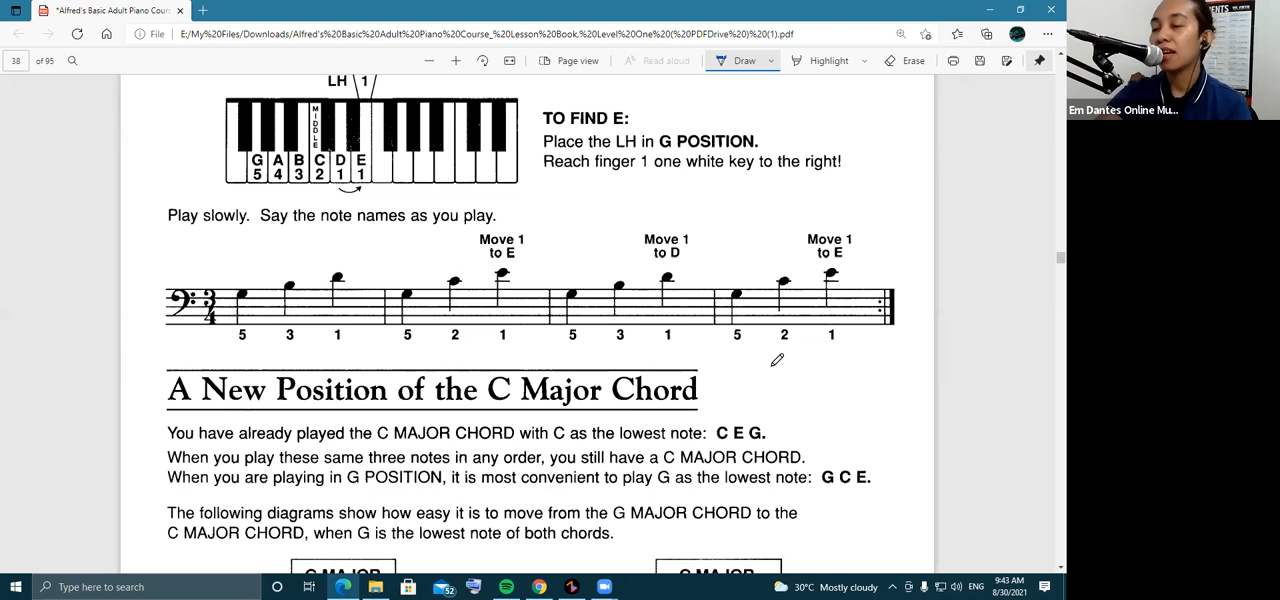 *Alfred's Basic Adult Piano Cour
File
E:/My%20Files/Downloads/Alfred's%20Basic%20Adult%20Piano%20Course_%20Lesson%20Book.%20Level%20One%20(%20PDFDrive%20)%20(1).pdf
38 of 95
Page view
Read aloud
Draw
Highlight
Erase
Em Dantes Online Mu...
LH 1
MIDDLE
G A B C D E
5 4 3 2 1 1
TO FIND E:
Place the LH in G POSITION.
Reach finger 1 one white key to the right!
Play slowly. Say the note names as you play.
Move 1 to E
Move 1 to D
Move 1 to E
3
4
5 3 1 5 2 1 5 3 1 5 2 1
A New Position of the C Major Chord
You have already played the C MAJOR CHORD with C as the lowest note: C E G.
When you play these same three notes in any order, you still have a C MAJOR CHORD.
When you are playing in G POSITION, it is most convenient to play G as the lowest note: G C E.
The following diagrams show how easy it is to move from the G MAJOR CHORD to the
C MAJOR CHORD, when G is the lowest note of both chords.
Type here to search
52
30°C Mostly cloudy
ENG
9:43 AM
8/30/2021